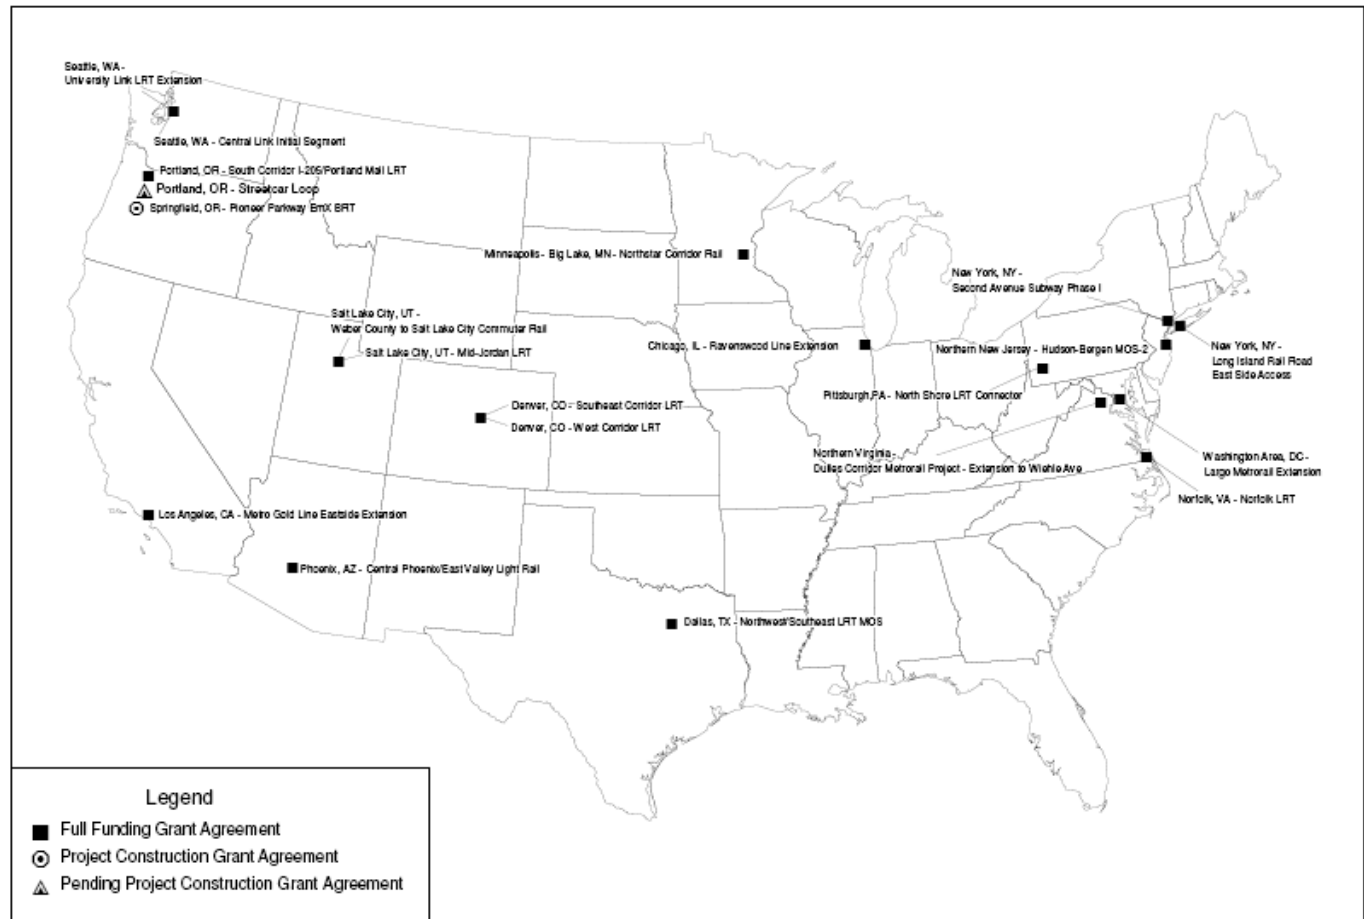 Seattle, WA -
University Link LRT Extension
Seattle, WA - Central Link Initial Segment
Portland, OR - South Corridor I-205/Portland Mall LRT
Portland, OR - Streetcar Loop
Springfield, OR - Pioneer Parkway EmX BRT
Minneapolis - Big Lake, MN - Northstar Corridor Rail
New York, NY -
Second Avenue Subway Phase I
Salt Lake City, UT -
Weber County to Salt Lake City Commuter Rail
Salt Lake City, UT - Mid-Jordan LRT
Chicago, IL - Ravenswood Line Extension
Northern New Jersey - Hudson-Bergen MOS-2
New York, NY -
Long Island Rail Road
East Side Access
Pittsburgh, PA - North Shore LRT Connector
Denver, CO - Southeast Corridor LRT
Denver, CO - West Corridor LRT
Northern Virginia -
Dulles Corridor Metrorail Project - Extension to Wiehle Ave
Washington Area, DC -
Largo Metrorail Extension
Norfolk, VA - Norfolk LRT
Los Angeles, CA - Metro Gold Line Eastside Extension
Phoenix, AZ - Central Phoenix/East Valley Light Rail
Dallas, TX - Northwest/Southeast LRT MOS
Legend
Full Funding Grant Agreement
Project Construction Grant Agreement
Pending Project Construction Grant Agreement